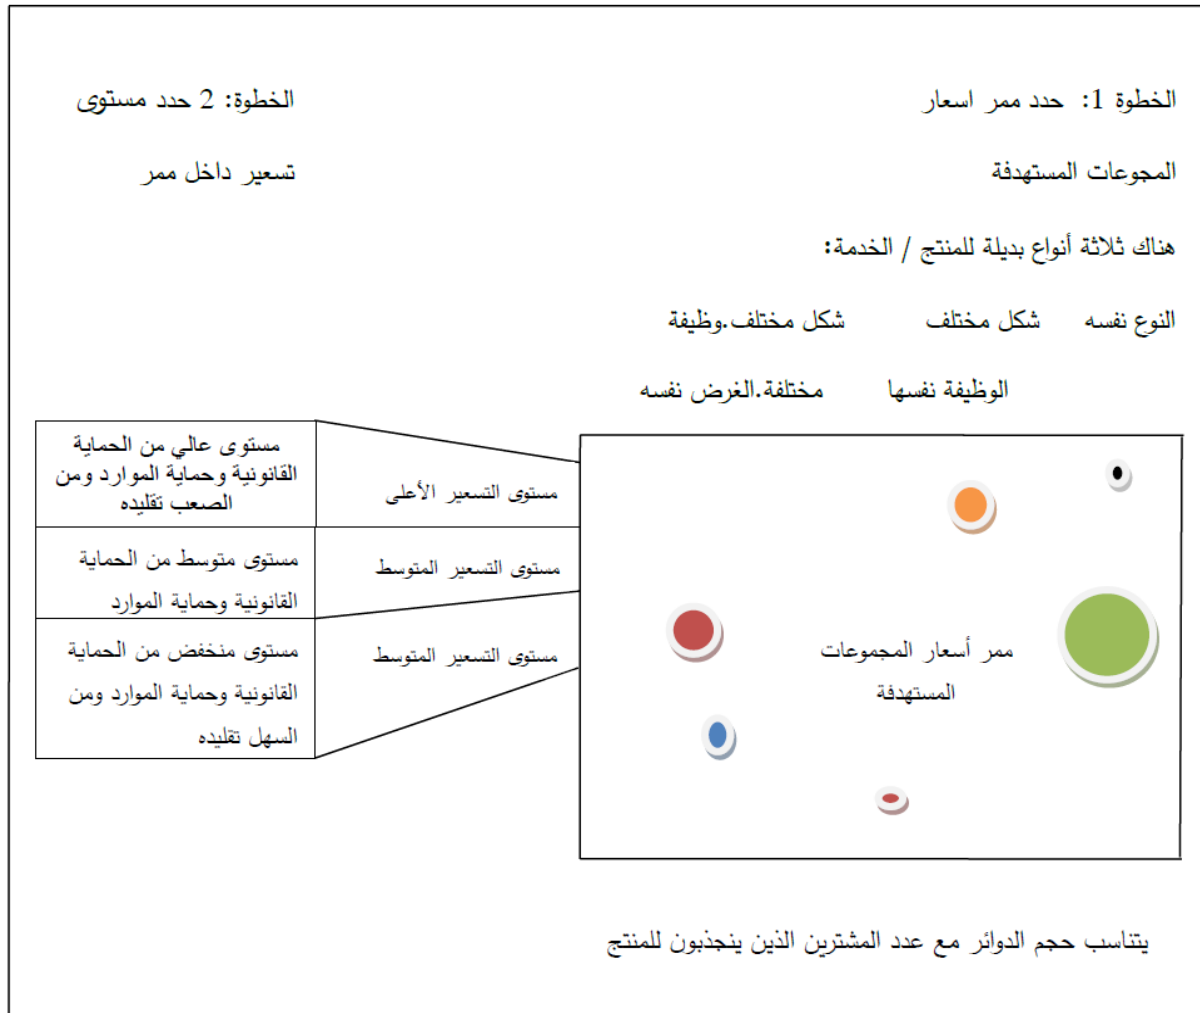 الخطوة 1: حدد ممر اسعار
المجوعات المستهدفة
الخطوة: 2 حدد مستوى
تسعير داخل ممر
هناك ثلاثة أنواع بديلة للمنتج / الخدمة:
النوع نفسه شكل مختلف شكل مختلف.وظيفة
الوظيفة نفسها مختلفة.الغرض نفسه
ممر أسعار المجموعات
المستهدفة
مستوى التسعير الأعلى
مستوى التسعير المتوسط
مستوى التسعير المتوسط
مستوى عالي من الحماية
القانونية وحماية الموارد ومن
الصعب تقليده
مستوى متوسط من الحماية
القانونية وحماية الموارد
مستوى منخفض من الحماية
القانونية وحماية الموارد ومن
السهل تقليده
يتناسب حجم الدوائر مع عدد المشترين الذين ينجذبون للمنتج